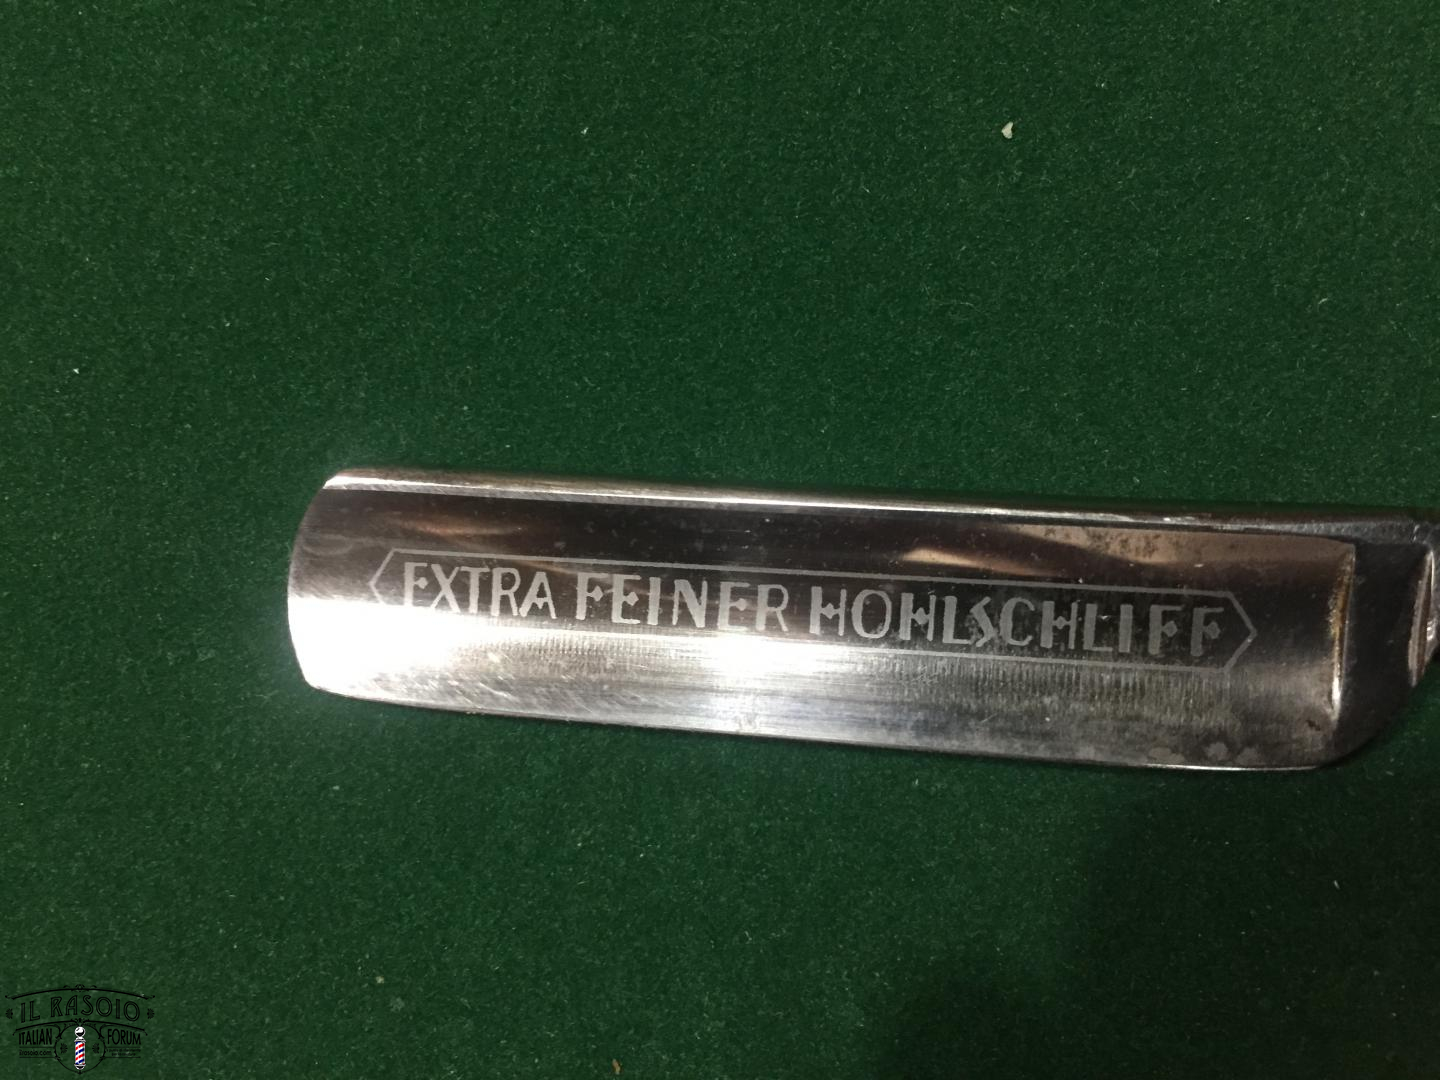 EXTRA FEINER HOHLSCHLIFF
IL RASOIO
ITALIAN FORUM